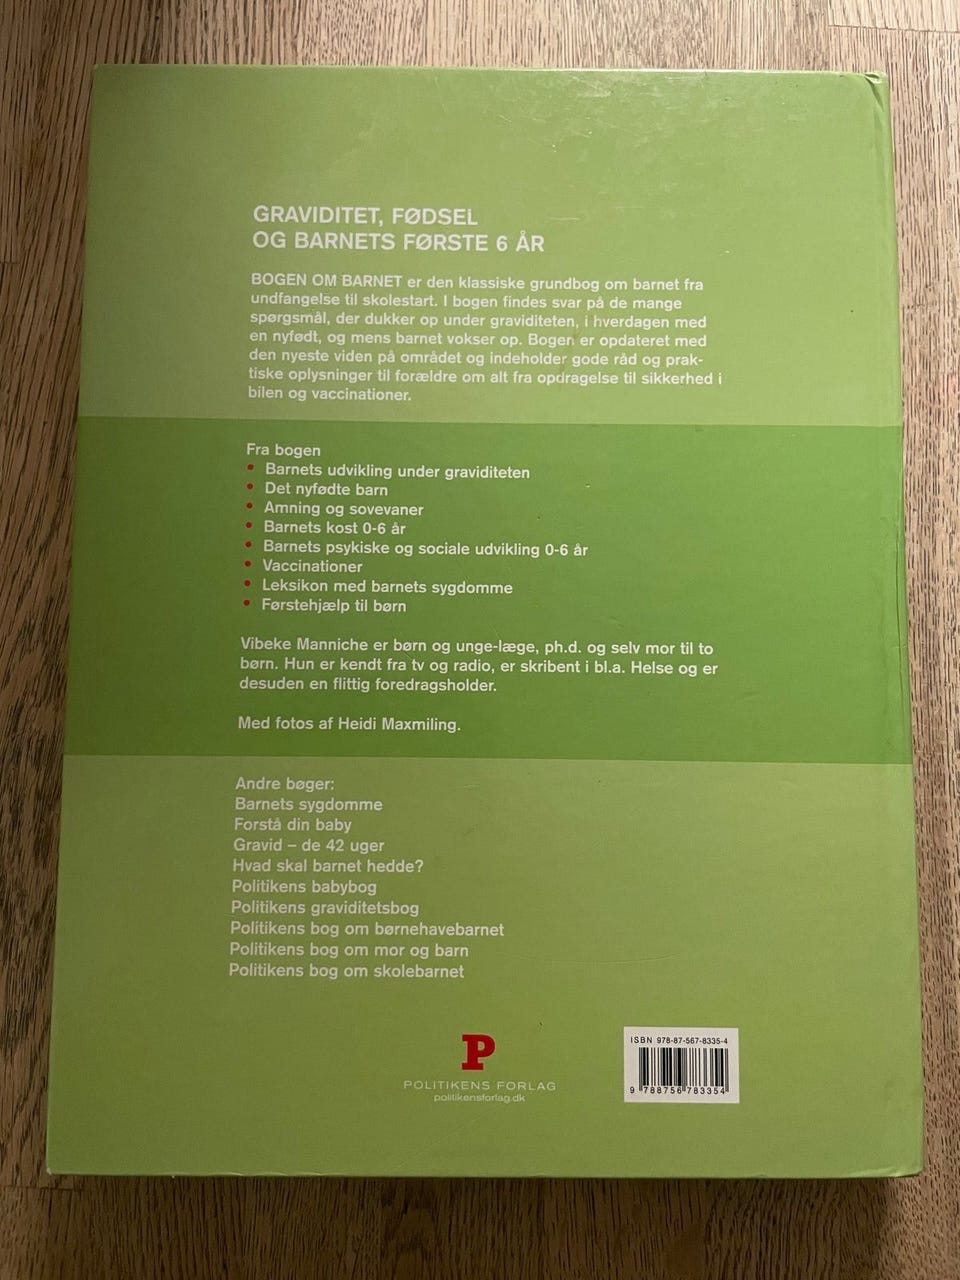 GRAVIDITET, FØDSEL
OG BARNETS FØRSTE 6 ÅR
BOGEN OM BARNET er den klassiske grundbog om barnet fra
undfangelse til skolestart. I bogen findes svar på de mange
spørgsmål, der dukker op under graviditeten, i hverdagen med
en nyfødt, og mens barnet vokser op. Bogen er opdateret med
den nyeste viden på området og indeholder gode råd og prak-
tiske oplysninger til forældre om alt fra opdragelse til sikkerhed i
bilen og vaccinationer.
Fra bogen
• Barnets udvikling under graviditeten
• Det nyfødte barn
• Amning og sovevaner
• Barnets kost 0-6 år
• Barnets psykiske og sociale udvikling 0-6 år
• Vaccinationer
• Leksikon med barnets sygdomme
• Førstehjælp til børn
Vibeke Manniche er børn og unge-læge, ph.d. og selv mor til to
børn. Hun er kendt fra tv og radio, er skribent i bl.a. Helse og er
desuden en flittig foredragsholder.
Med fotos af Heidi Maxmiling.
Andre bøger:
Barnets sygdomme
Forstå din baby
Gravid – de 42 uger
Hvad skal barnet hedde?
Politikens babybog
Politikens graviditetsbog
Politikens bog om børnehavebarnet
Politikens bog om mor og barn
Politikens bog om skolebarnet
P
POLITIKENS FORLAG
politikensforlag.dk
ISBN 978-87-567-8335-4
9 788756 783354